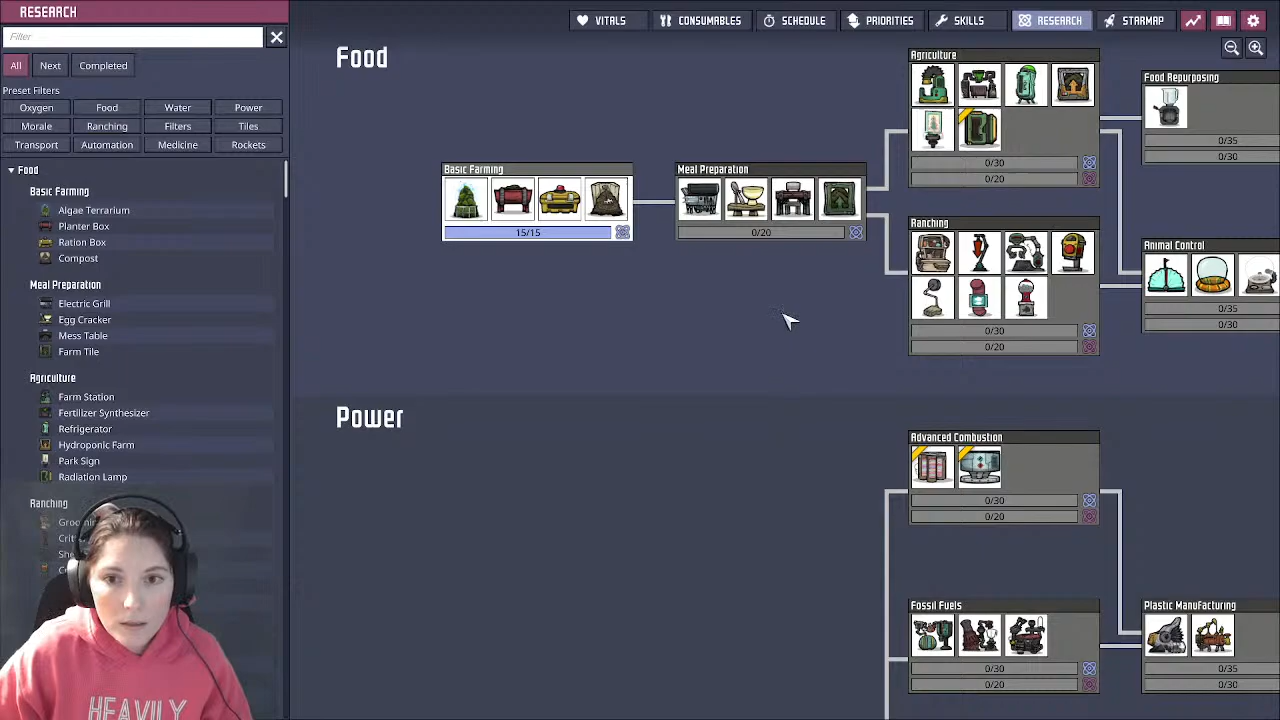 RESEARCH
VITALS
CONSUMABLES
SCHEDULE
PRIORITIES
SKILLS
RESEARCH
STARMAP
Filter
All
Next
Completed
Preset Filters
Oxygen
Food
Water
Power
Morale
Ranching
Filters
Tiles
Transport
Automation
Medicine
Rockets
Food
Basic Farming
Algae Terrarium
Planter Box
Ration Box
Compost
Meal Preparation
Electric Grill
Egg Cracker
Mess Table
Farm Tile
Agriculture
Farm Station
Fertilizer Synthesizer
Refrigerator
Hydroponic Farm
Park Sign
Radiation Lamp
Ranching
Food
Basic Farming
15/15
Meal Preparation
0/20
Agriculture
0/30
0/20
Food Repurposing
0/35
0/30
Ranching
0/30
0/20
Animal Control
0/35
0/30
Power
Advanced Combustion
0/30
0/20
Fossil Fuels
0/30
0/20
Plastic Manufacturing
0/35
0/30
HEAVILY